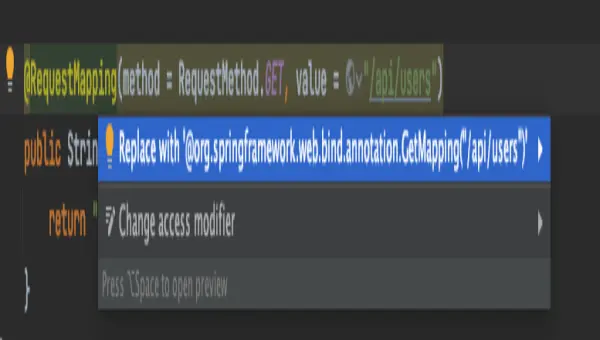 @RequestMapping(method = RequestMethod.GET, value = "/api/users")
public Strin
Replace with '@org.springframework.web.bind.annotation.GetMapping("/api/users")'
return "
Change access modifier
Press ⌥Space to open preview
}